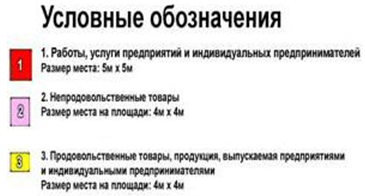 Условные обозначения
1
1. Работы, услуги предприятий и индивидуальных предпринимателей
Размер места: 5м х 5м
2
2. Непродовольственные товары
Размер места на площади: 4м х 4м
3
3. Продовольственные товары, продукция, выпускаемая предприятиями
и индивидуальными предпринимателями
Размер места на площади: 4м х 4м